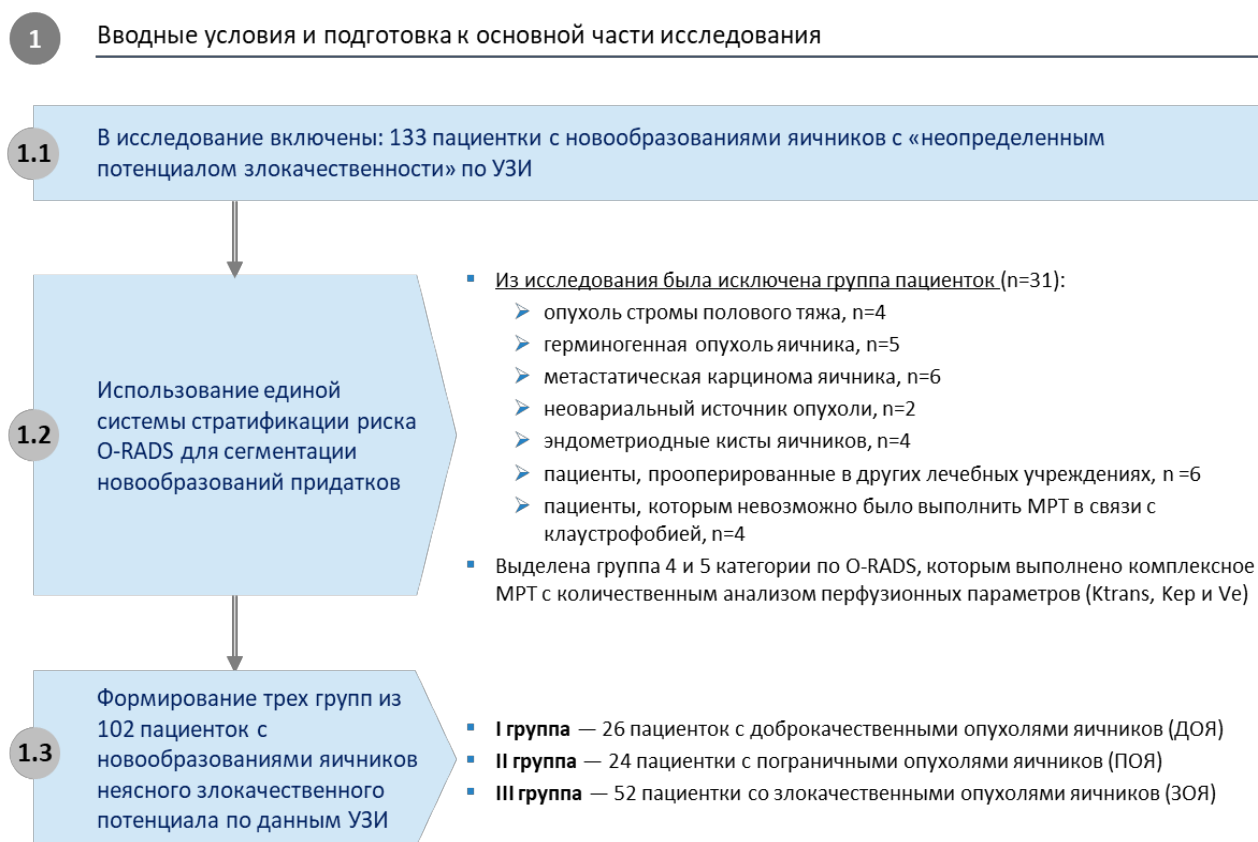 1
Вводные условия и подготовка к основной части исследования
1.1
В исследование включены: 133 пациентки с новообразованиями яичников с «неопределенным
потенциалом злокачественности» по УЗИ
1.2
Использование единой
системы стратификации риска
O-RADS для сегментации
новообразований придатков
Из исследования была исключена группа пациенток (n=31):
опухоль стромы полового тяжа, n=4
герминогенная опухоль яичника, n=5
метастатическая карцинома яичника, n=6
неовариальный источник опухоли, n=2
эндометриодные кисты яичников, n=4
пациенты, прооперированные в других лечебных учреждениях, n =6
пациенты, которым невозможно было выполнить МРТ в связи с
клаустрофобией, n=4
Выделена группа 4 и 5 категории по O-RADS, которым выполнено комплексное
МРТ с количественным анализом перфузионных параметров (Ktrans, Kep и Ve)
1.3
Формирование трех групп из
102 пациенток с
новообразованиями яичников
неясного злокачественного
потенциала по данным УЗИ
I группа — 26 пациенток с доброкачественными опухолями яичников (ДОЯ)
II группа — 24 пациентки с пограничными опухолями яичников (ПОЯ)
III группа — 52 пациентки со злокачественными опухолями яичников (ЗОЯ)